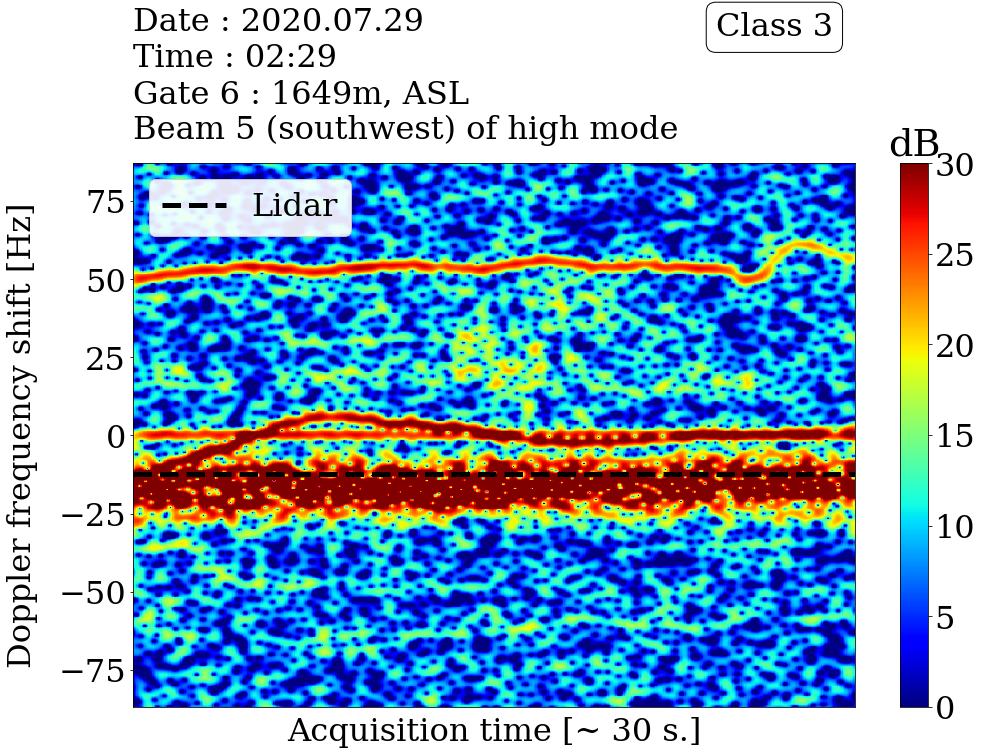 Date : 2020.07.29
Time : 02:29
Gate 6 : 1649m, ASL
Beam 5 (southwest) of high mode
Class 3
dB
Lidar
Doppler frequency shift [Hz]
75
50
25
0
−25
−50
−75
30
25
20
15
10
5
0
Acquisition time [~ 30 s.]